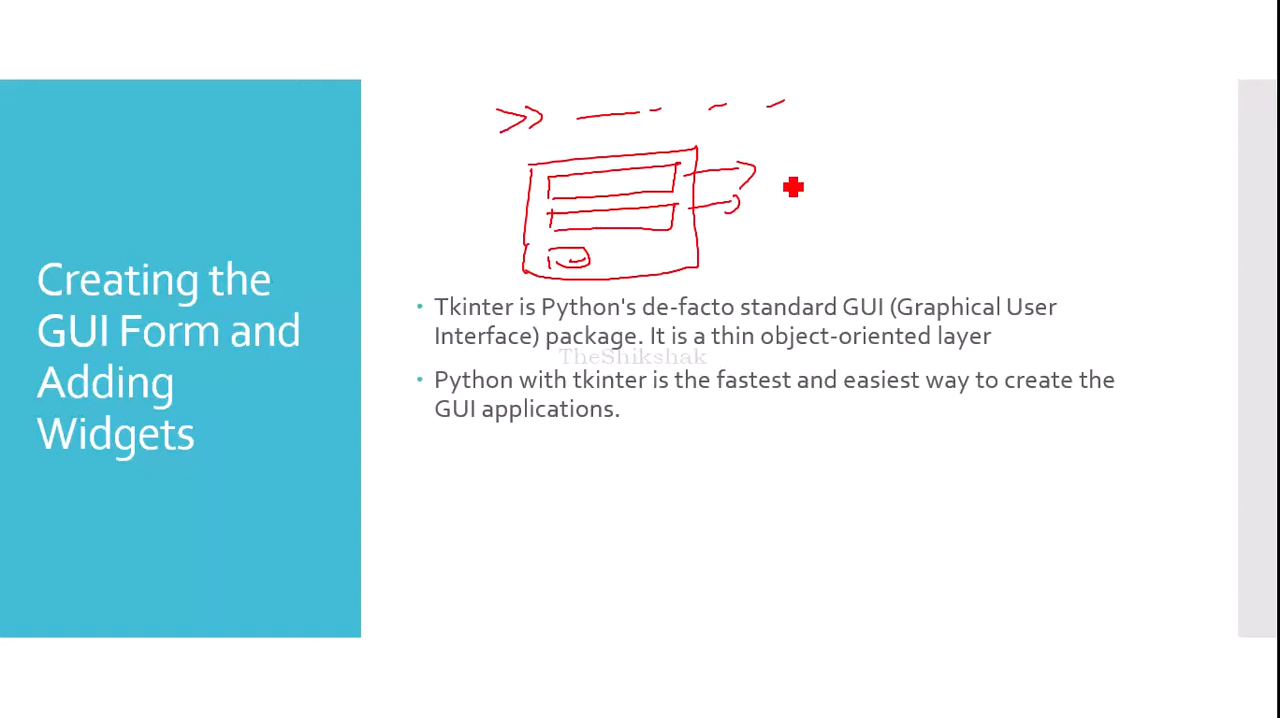 Creating the
GUI Form and
Adding
Widgets
>>
• Tkinter is Python's de-facto standard GUI (Graphical User
Interface) package. It is a thin object-oriented layer
TheShikshak
• Python with tkinter is the fastest and easiest way to create the
GUI applications.